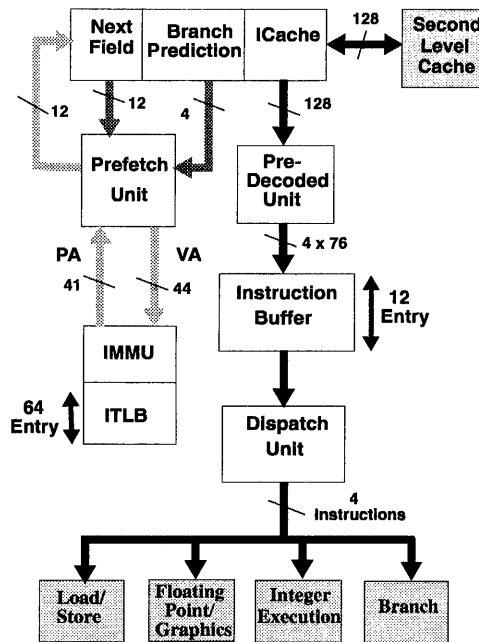 Next
Field
Branch
Prediction
ICache
128
Second
Level
Cache
12
12
4
128
Prefetch
Unit
Pre-
Decoded
Unit
PA
VA
41
44
4 x 76
Instruction
Buffer
12
Entry
IMMU
ITLB
64
Entry
Dispatch
Unit
4
Instructions
Load/
Store
Floating
Point/
Graphics
Integer
Execution
Branch